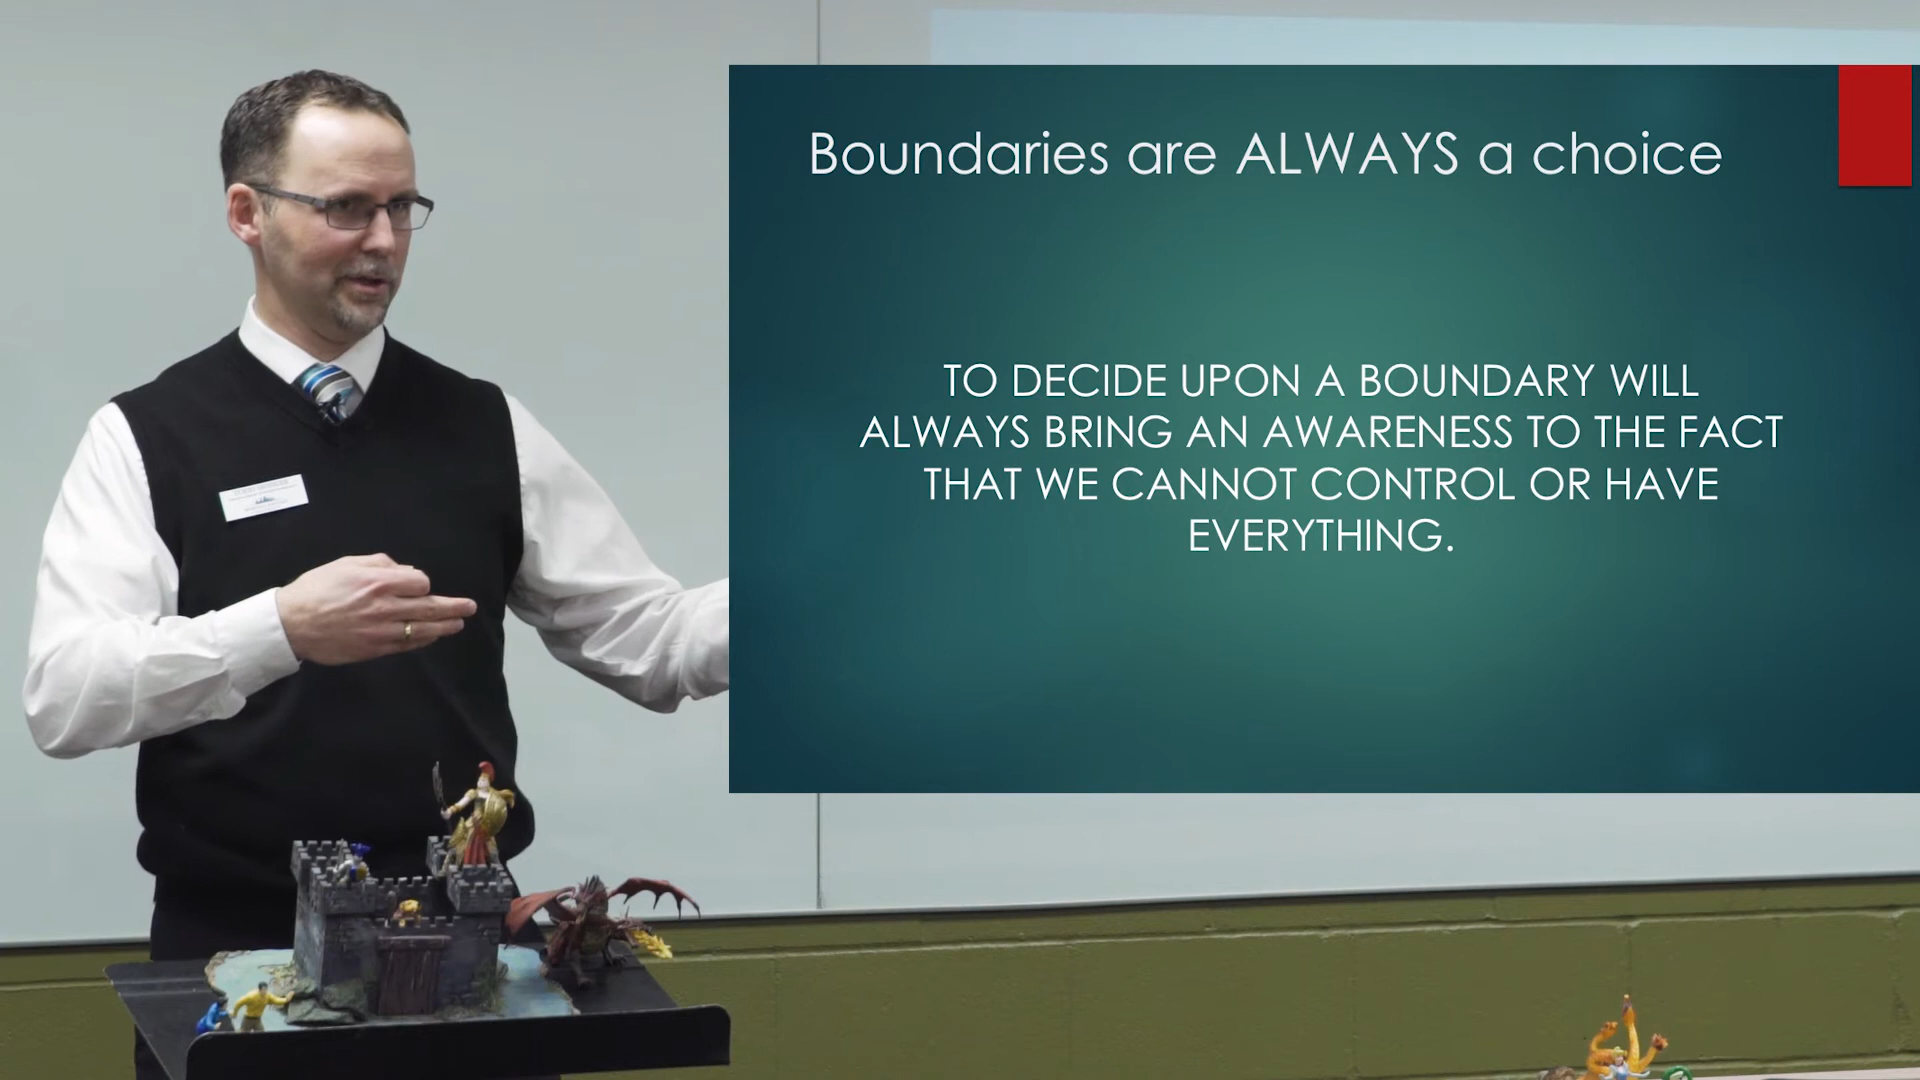 Boundaries are ALWAYS a choice
TO DECIDE UPON A BOUNDARY WILL
ALWAYS BRING AN AWARENESS TO THE FACT
THAT WE CANNOT CONTROL OR HAVE
EVERYTHING.